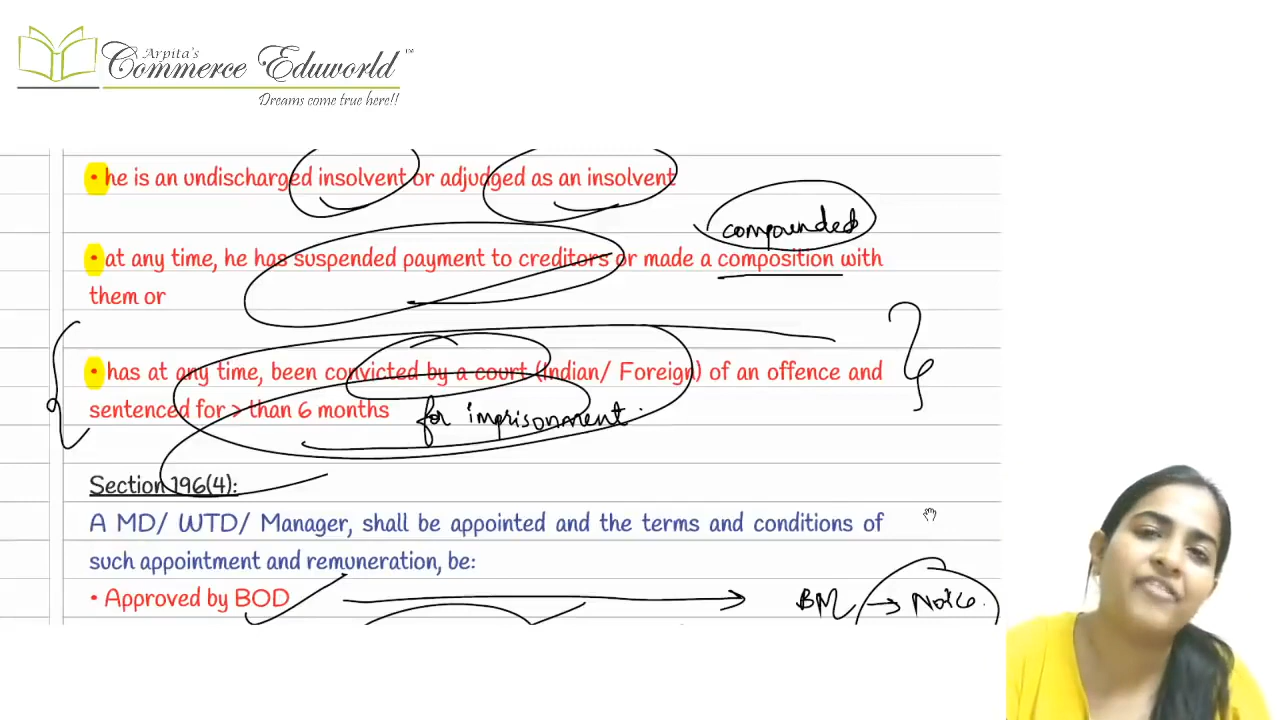 Arpita's
Commerce Eduworld™
Dreams come true here!!
• he is an undischarged insolvent or adjudged as an insolvent
compounded
• at any time, he has suspended payment to creditors or made a composition with
them or
• has at any time, been convicted by a court (Indian/ Foreign) of an offence and
sentenced for > than 6 months for imprisonment.
Section 196(4):
A MD/ WTD/ Manager, shall be appointed and the terms and conditions of
such appointment and remuneration, be:
• Approved by BOD → BM → Notice.